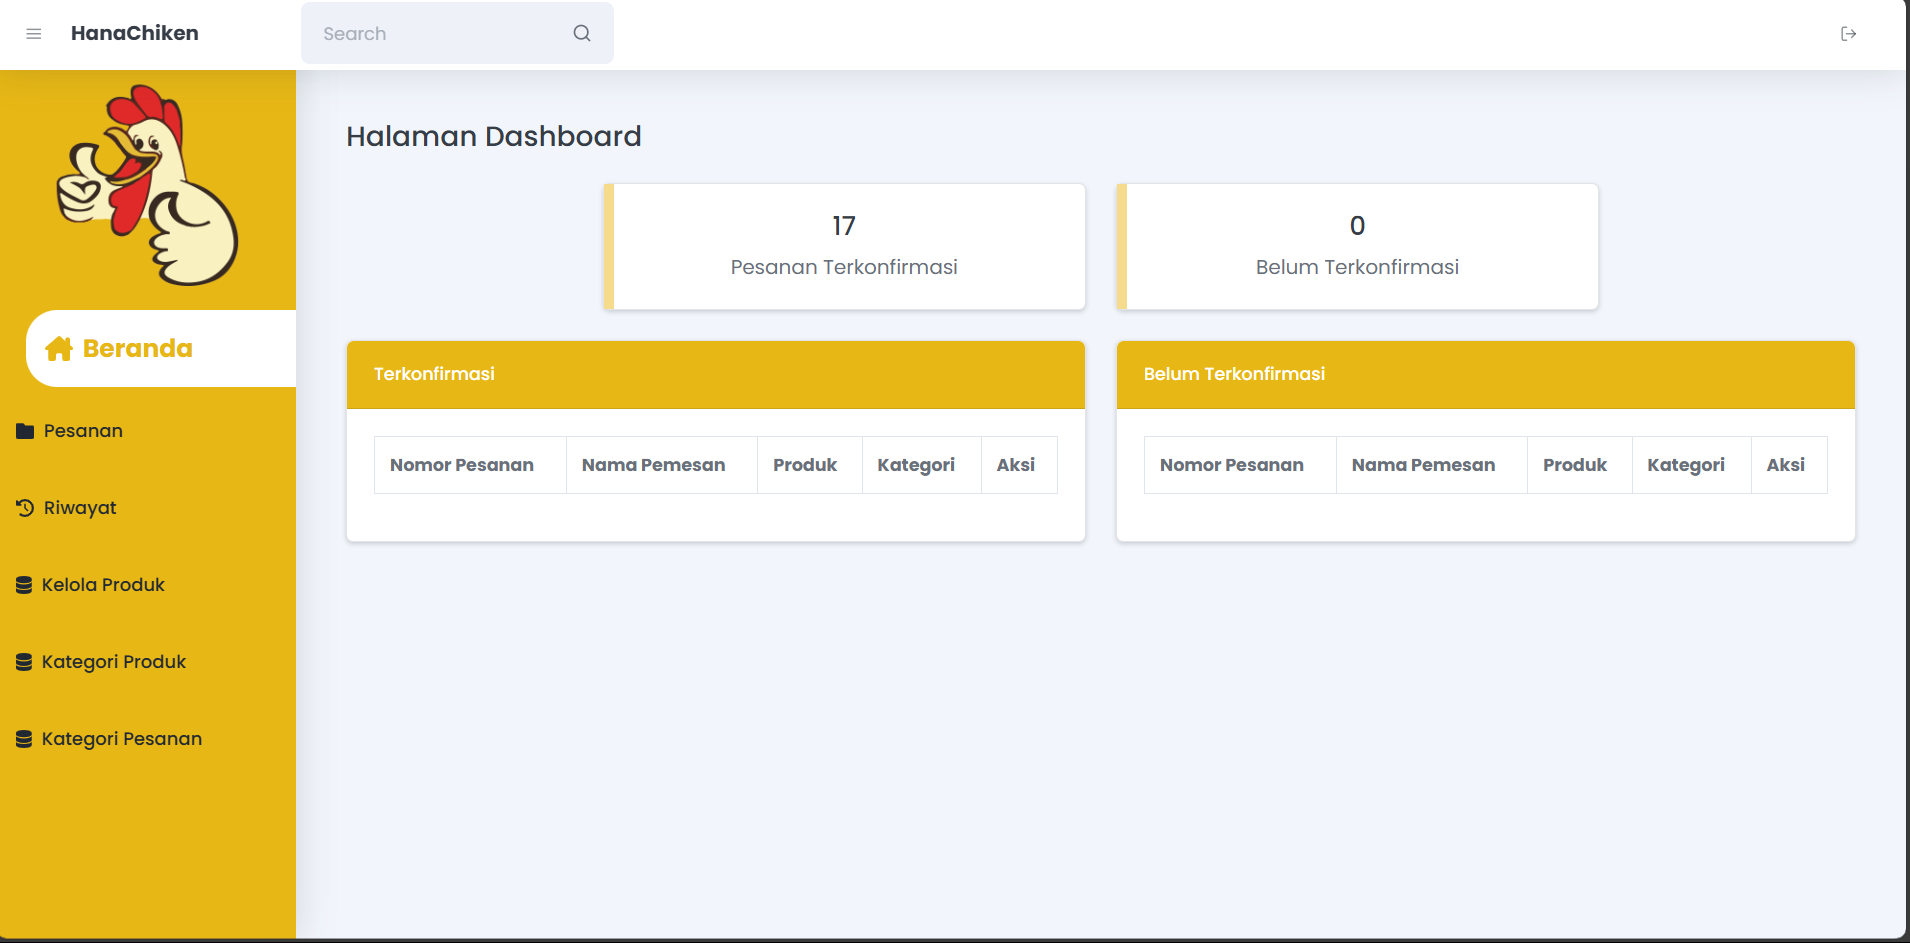 HanaChiken
Search
Beranda
Pesanan
Riwayat
Kelola Produk
Kategori Produk
Kategori Pesanan
Halaman Dashboard
17
Pesanan Terkonfirmasi
0
Belum Terkonfirmasi
Terkonfirmasi
Nomor Pesanan Nama Pemesan Produk Kategori Aksi
Belum Terkonfirmasi
Nomor Pesanan Nama Pemesan Produk Kategori Aksi